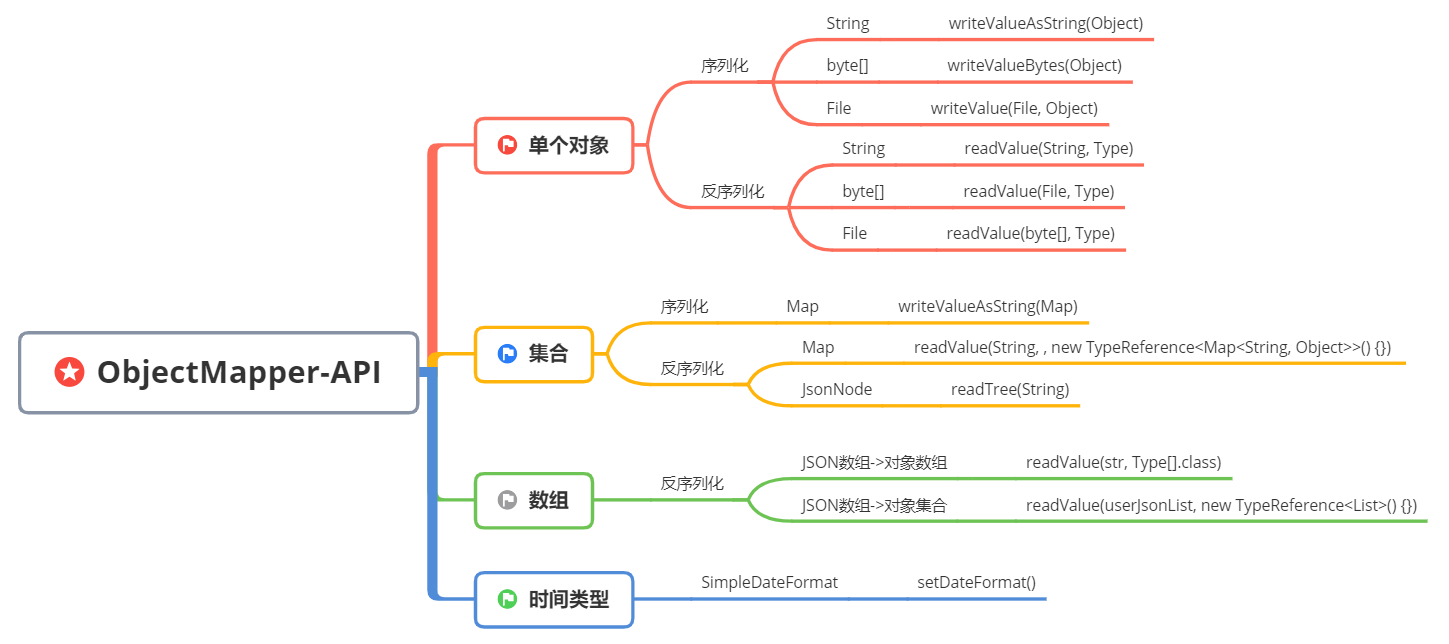 ObjectMapper-API
单个对象
序列化
String writeValueAsString(Object)
byte[] writeValueBytes(Object)
File writeValue(File, Object)
反序列化
String readValue(String, Type)
byte[] readValue(File, Type)
File readValue(byte[], Type)
集合
序列化 Map writeValueAsString(Map)
反序列化
Map readValue(String, , new TypeReference<Map<String, Object>>() {})
JsonNode readTree(String)
数组
反序列化
JSON数组->对象数组 readValue(str, Type[].class)
JSON数组->对象集合 readValue(userJsonList, new TypeReference<List>() {})
时间类型 SimpleDateFormat setDateFormat()